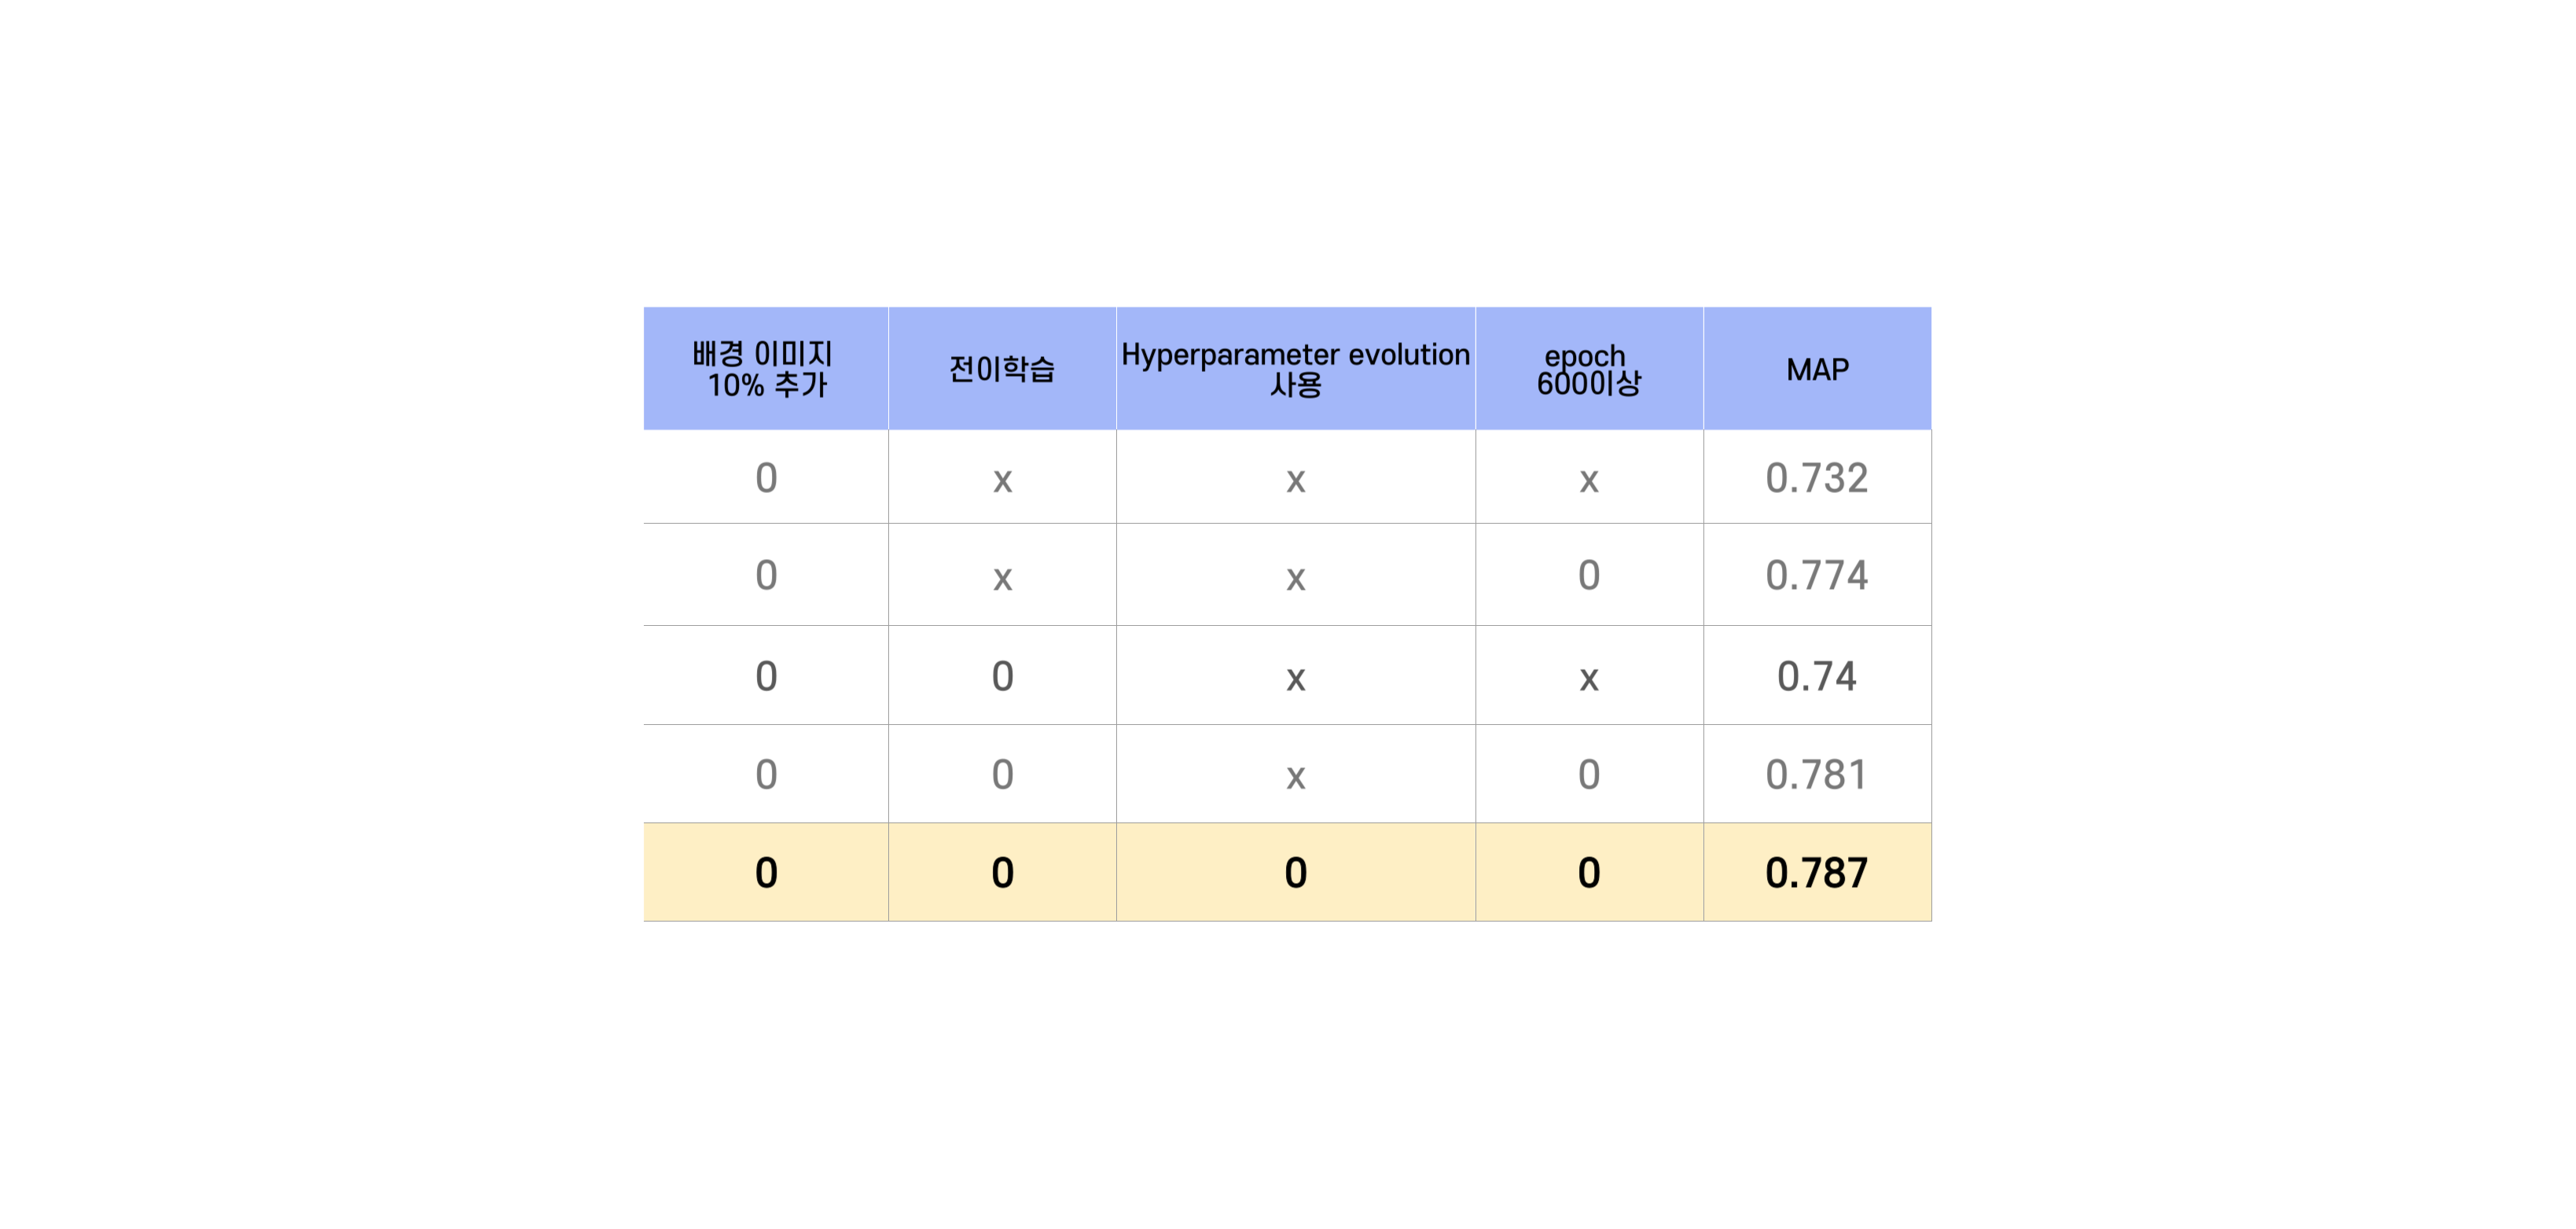 배경 이미지
10% 추가
전이학습
Hyperparameter evolution
사용
epoch
600이상
MAP
0 x x x 0.732
0 x x 0 0.774
0 0 x x 0.74
0 0 x 0 0.781
0 0 0 0 0.787